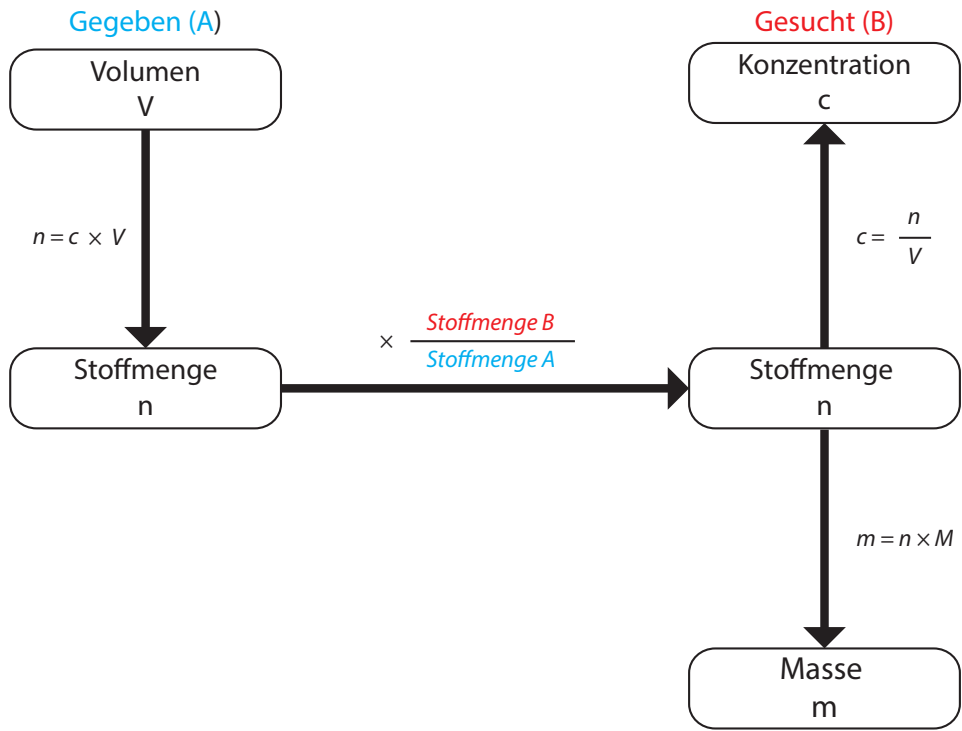 Gegeben (A)
Gesucht (B)
Volumen
V
Konzentration
c
n = c × V
c = n
V
× Stoffmenge B
Stoffmenge A
Stoffmenge
n
Stoffmenge
n
m = n × M
Masse
m